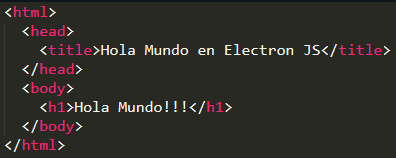 <html>
  <head>
    <title>Hola Mundo en Electron JS</title>
  </head>
  <body>
    <h1>Hola Mundo!!!</h1>
  </body>
</html>